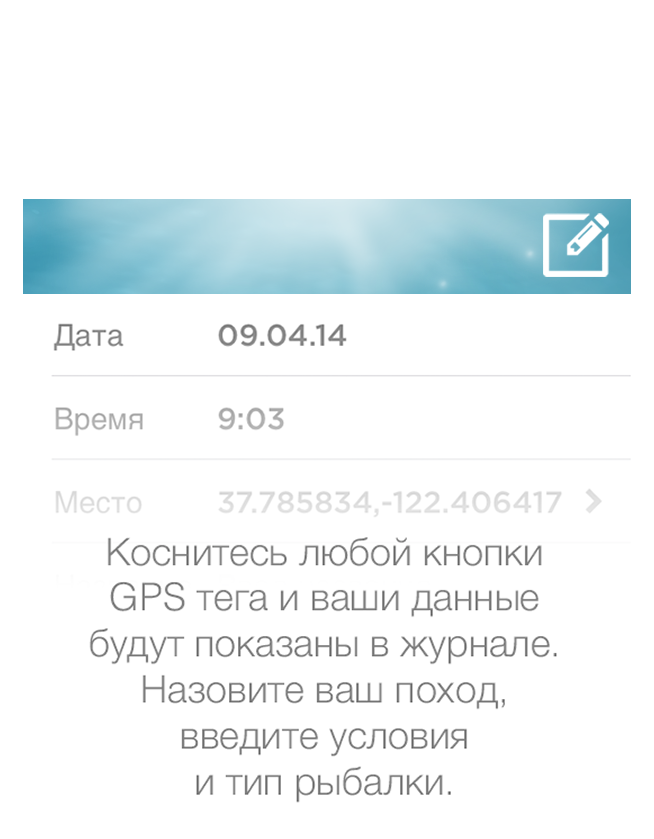 Дата 09.04.14
Время 9:03
Место 37.785834,-122.406417
Коснитесь любой кнопки
GPS тега и ваши данные
будут показаны в журнале.
Назовите ваш поход,
введите условия
и тип рыбалки.